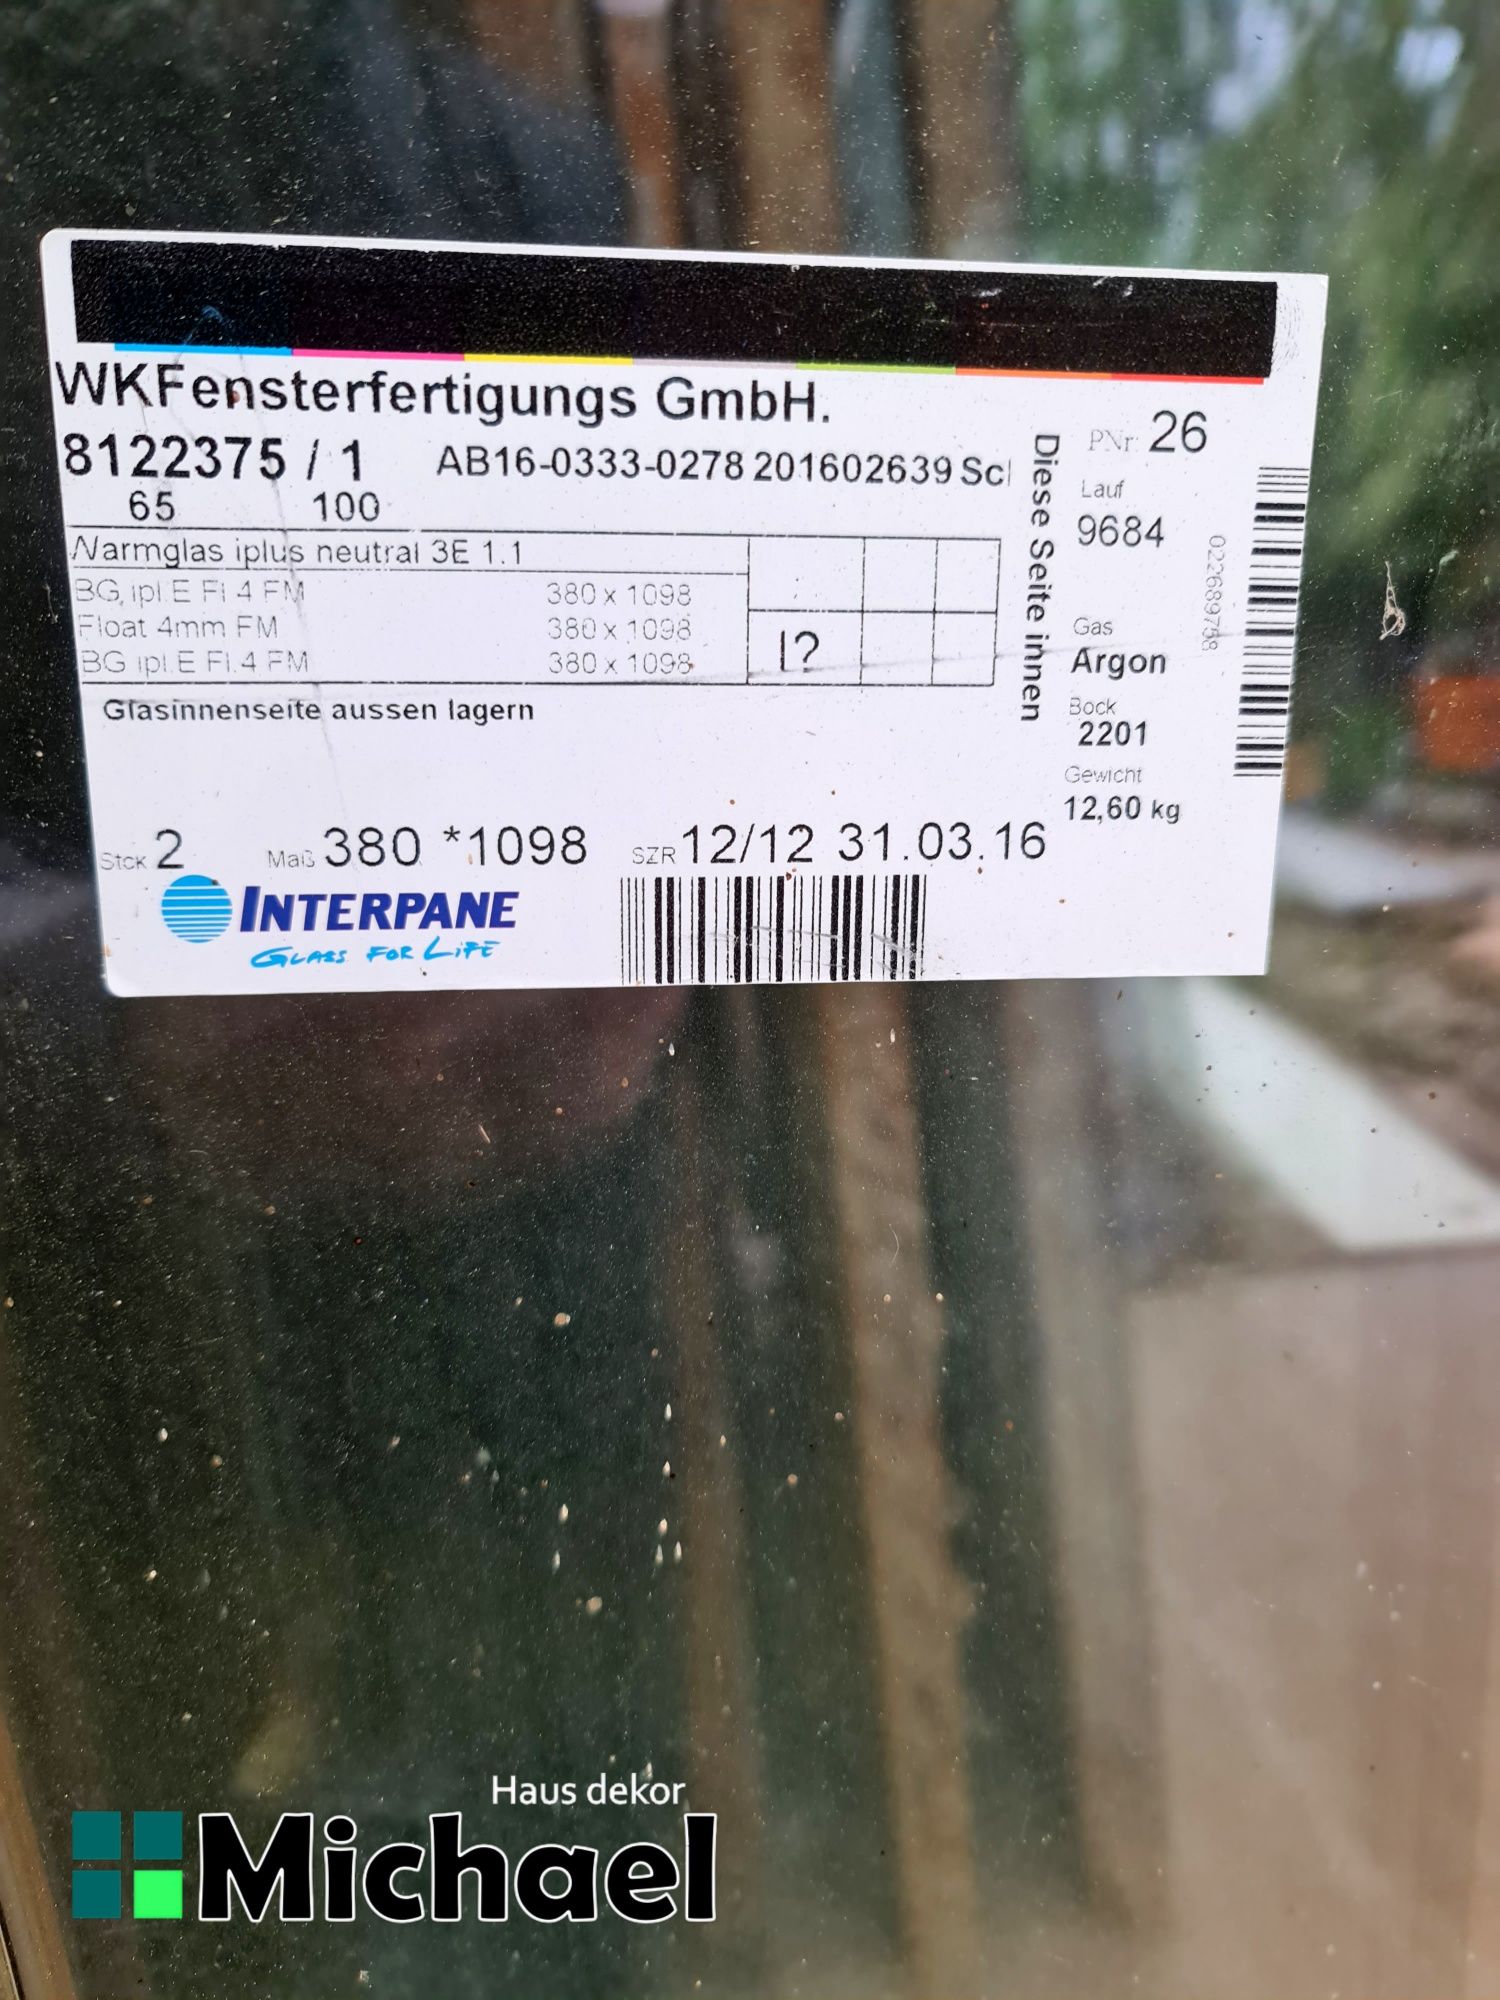 WKFensterfertigungs GmbH.
8122375 / 1 AB16-0333-0278 201602639 Scl
65 100
Warmglas iplus neutral 3E 1.1
BG ipl.E Fl.4 FM 380 x 1098
Float 4mm FM 380 x 1098
BG ipl.E Fl.4 FM 380 x 1098
I?
Glasinnenseite aussen lagern
Diese Seite innen
PNr. 26
Lauf
9684
Gas
Argon
Bock
2201
Gewicht
12,60 kg
022689758
Stck 2 Maß 380 *1098 SZR 12/12 31.03.16
INTERPANE
GLASS FOR LIFE
Haus dekor
Michael